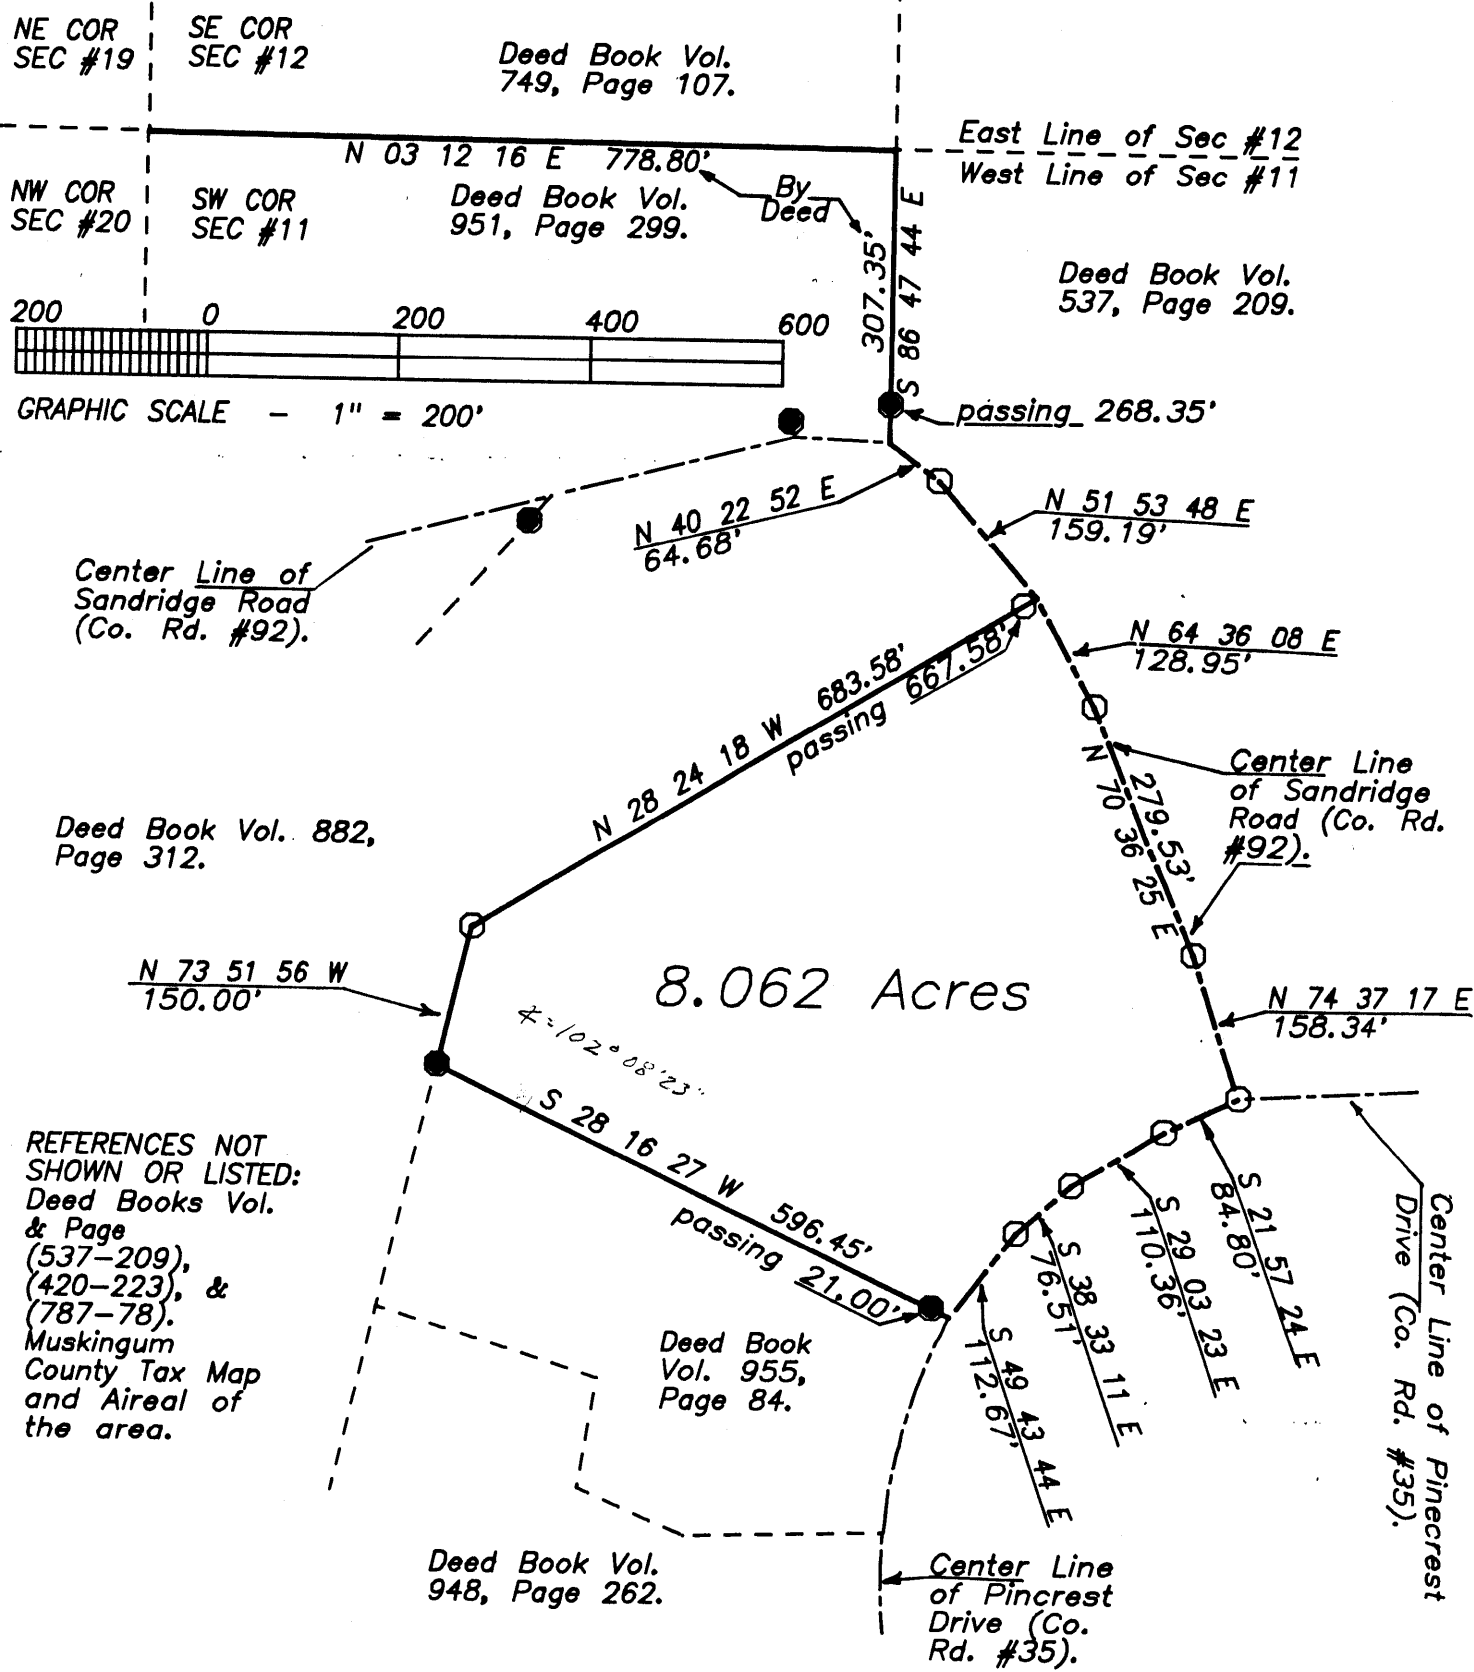 NE COR
SEC #19
SE COR
SEC #12
Deed Book Vol.
749, Page 107.
East Line of Sec #12
West Line of Sec #11
N 03 12 16 E 778.80'
By
Deed
NW COR
SEC #20
SW COR
SEC #11
Deed Book Vol.
951, Page 299.
307.35'
S 86 47 44 E
Deed Book Vol.
537, Page 209.
200 0 200 400 600
GRAPHIC SCALE - 1" = 200'
passing 268.35'
N 40 22 52 E
64.68'
N 51 53 48 E
159.19'
Center Line of
Sandridge Road
(Co. Rd. #92).
N 64 36 08 E
128.95'
N 28 24 18 W 683.58'
passing 667.58'
Center Line
of Sandridge
Road (Co. Rd.
#92).
279.53'
N 70 36 25 E
Deed Book Vol. 882,
Page 312.
N 73 51 56 W
150.00'
8.062 Acres
N 74 37 17 E
158.34'
∡=102°08'23"
S 28 16 27 W 596.45'
passing 21.00'
REFERENCES NOT
SHOWN OR LISTED:
Deed Books Vol.
& Page
(537-209),
(420-223), &
(787-78).
Muskingum
County Tax Map
and Aireal of
the area.
S 21 57 24 E
84.80'
S 29 03 23 E
110.36'
S 38 33 11 E
76.51'
S 49 43 44 E
112.67'
Center Line of Pinecrest
Drive (Co. Rd. #35).
Deed Book
Vol. 955,
Page 84.
Deed Book Vol.
948, Page 262.
Center Line
of Pincrest
Drive (Co.
Rd. #35).